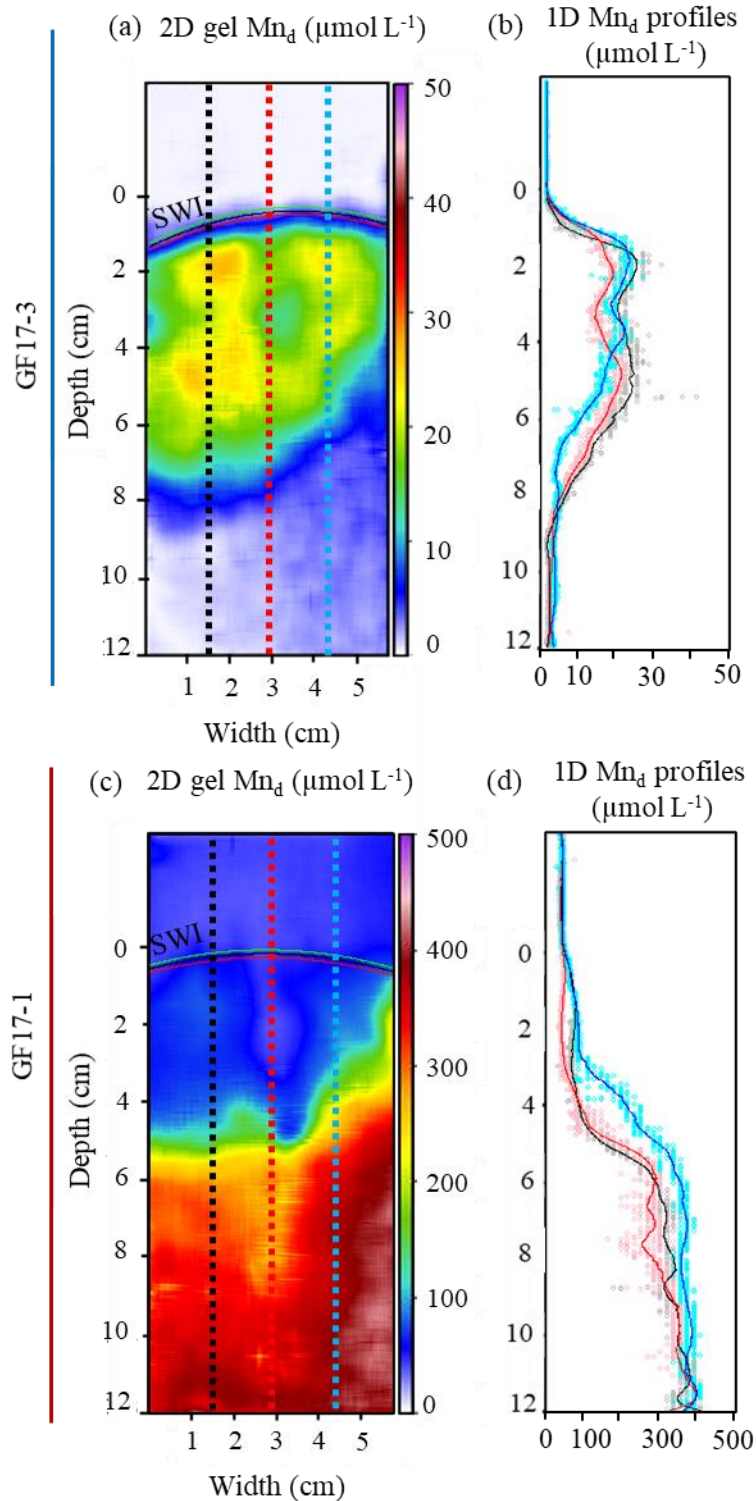 (a) 2D gel Mnd (μmol L-1)
(b) 1D Mnd profiles
(μmol L-1)
GF17-3
Depth (cm)
SWI
0
2
4
6
8
10
12
1 2 3 4 5
Width (cm)
50
40
30
20
10
0
0
2
4
6
8
10
12
0 10 30 50
(c) 2D gel Mnd (μmol L-1)
(d) 1D Mnd profiles
(μmol L-1)
GF17-1
Depth (cm)
SWI
0
2
4
6
8
10
12
1 2 3 4 5
Width (cm)
500
400
300
200
100
0
0
2
4
6
8
10
12
0 100 300 500